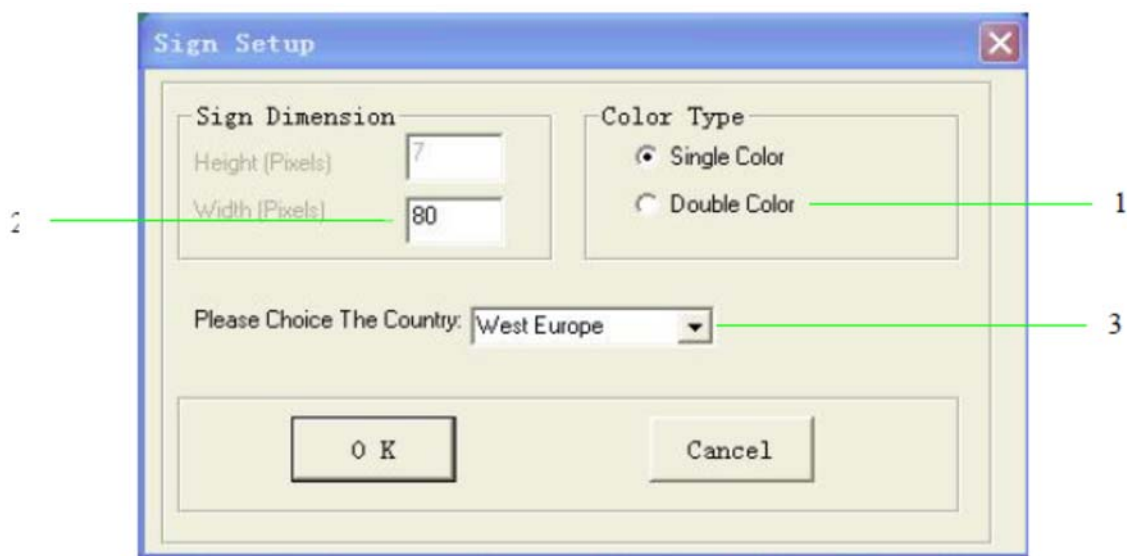 Sign Setup
Sign Dimension
Height (Pixels) 7
Width (Pixels) 80
Color Type
Single Color
Double Color
1
2
Please Choice The Country: West Europe
3
O K
Cancel